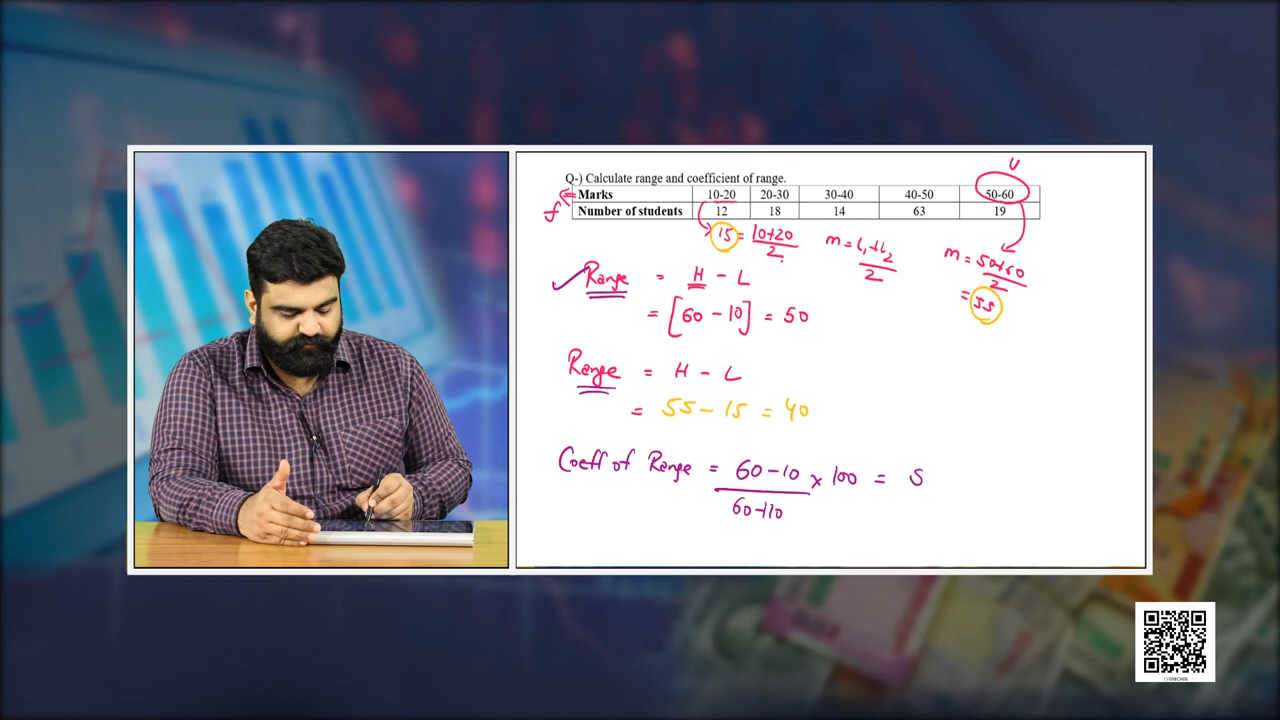 Q-) Calculate range and coefficient of range.
Marks 10-20 20-30 30-40 40-50 50-60
Number of students 12 18 14 63 19
f
U
15 = 10+20 / 2
m = l₁+l₂ / 2
m = 50+60 / 2
= 55
Range = H - L
= [60 - 10] = 50
Range = H - L
= 55 - 15 = 40
Coeff of Range = 60-10 / 60+10 × 100 = 5
11098CH06